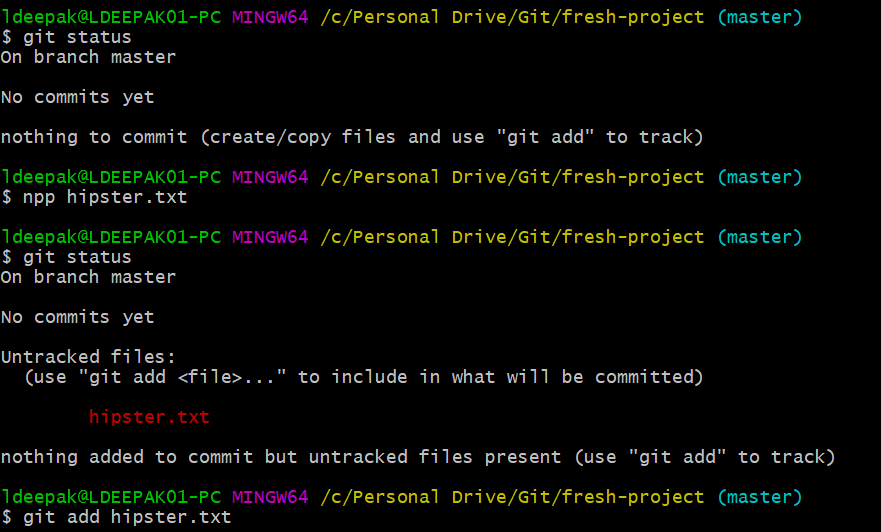 ldeepak@LDEEPAK01-PC MINGW64 /c/Personal Drive/Git/fresh-project (master)
$ git status
On branch master
No commits yet
nothing to commit (create/copy files and use "git add" to track)
ldeepak@LDEEPAK01-PC MINGW64 /c/Personal Drive/Git/fresh-project (master)
$ npp hipster.txt
ldeepak@LDEEPAK01-PC MINGW64 /c/Personal Drive/Git/fresh-project (master)
$ git status
On branch master
No commits yet
Untracked files:
  (use "git add <file>..." to include in what will be committed)
        hipster.txt
nothing added to commit but untracked files present (use "git add" to track)
ldeepak@LDEEPAK01-PC MINGW64 /c/Personal Drive/Git/fresh-project (master)
$ git add hipster.txt